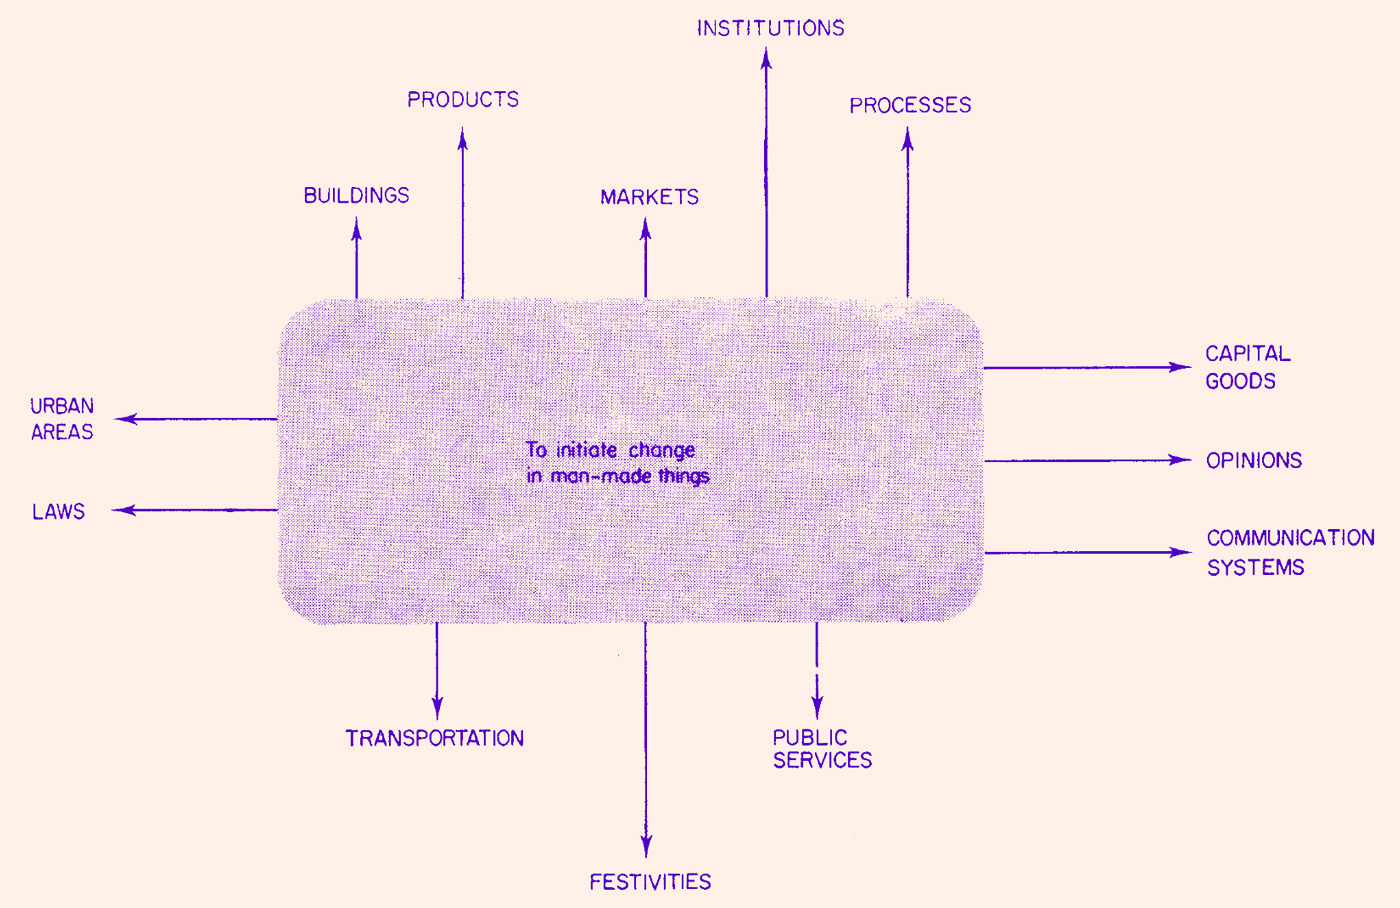 INSTITUTIONS
PRODUCTS
PROCESSES
BUILDINGS
MARKETS
CAPITAL
GOODS
URBAN
AREAS
To initiate change
in man-made things
OPINIONS
LAWS
COMMUNICATION
SYSTEMS
TRANSPORTATION
PUBLIC
SERVICES
FESTIVITIES